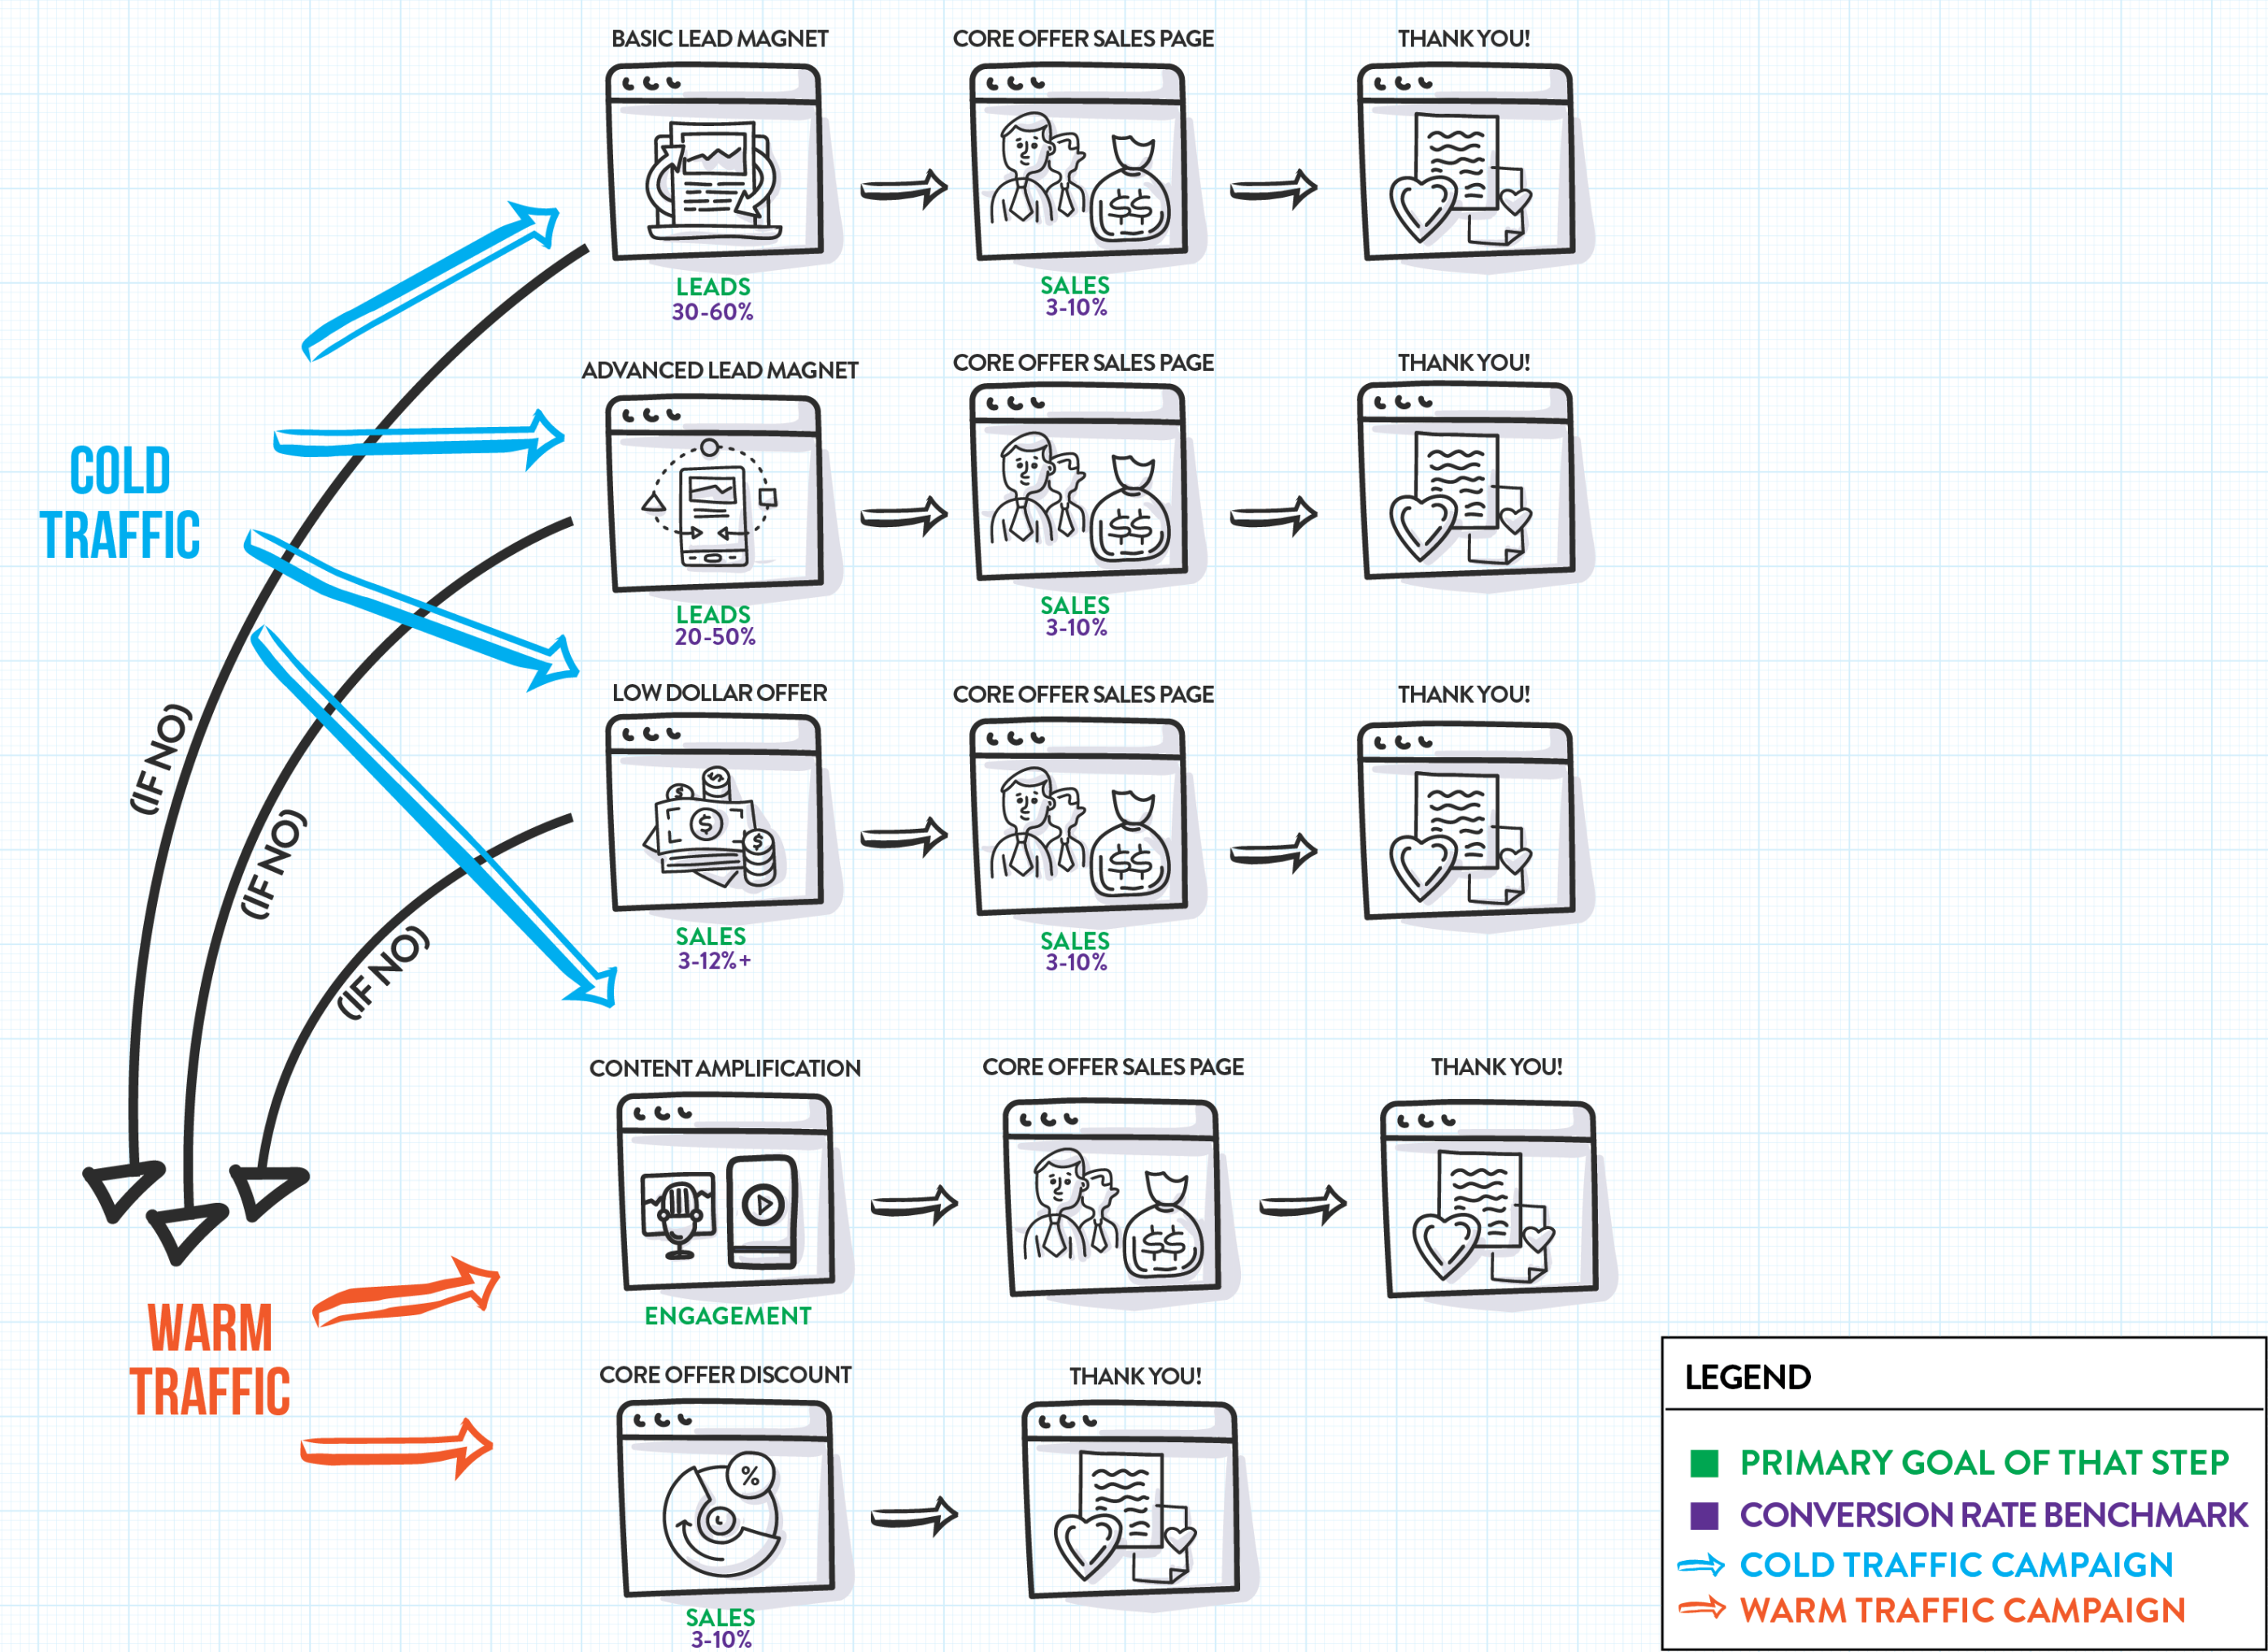 BASIC LEAD MAGNET
CORE OFFER SALES PAGE
THANK YOU!
LEADS
30-60%
SALES
3-10%
ADVANCED LEAD MAGNET
CORE OFFER SALES PAGE
THANK YOU!
COLD
TRAFFIC
LEADS
20-50%
SALES
3-10%
LOW DOLLAR OFFER
CORE OFFER SALES PAGE
THANK YOU!
(IF NO)
(IF NO)
(IF NO)
SALES
3-12%+
SALES
3-10%
CONTENT AMPLIFICATION
CORE OFFER SALES PAGE
THANK YOU!
ENGAGEMENT
WARM
TRAFFIC
CORE OFFER DISCOUNT
THANK YOU!
%
SALES
3-10%
LEGEND
PRIMARY GOAL OF THAT STEP
CONVERSION RATE BENCHMARK
COLD TRAFFIC CAMPAIGN
WARM TRAFFIC CAMPAIGN